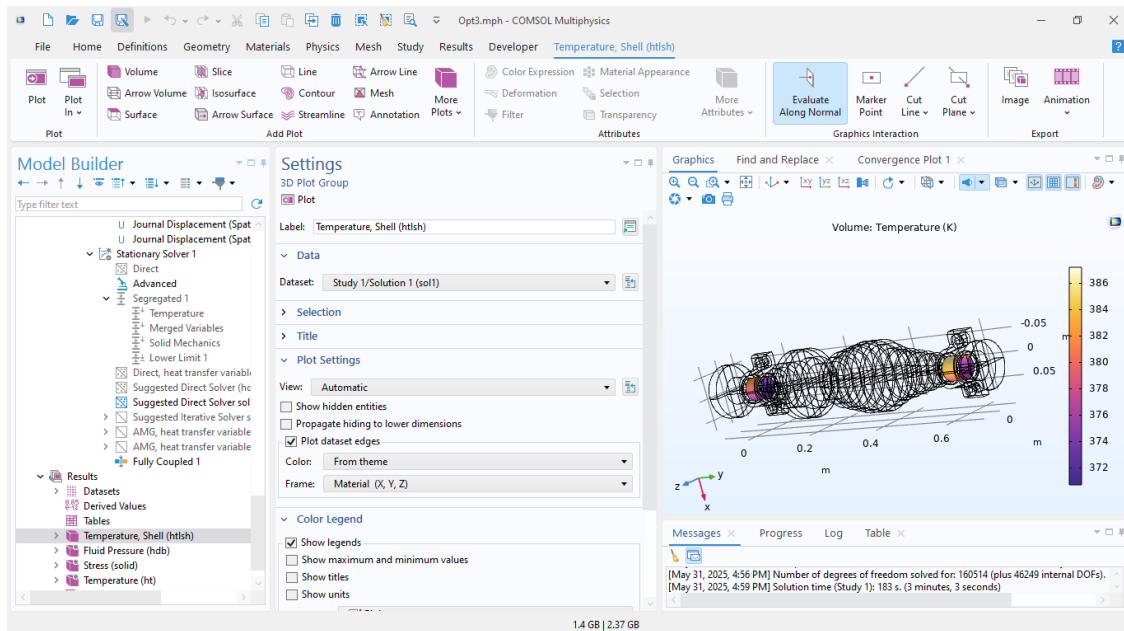 Opt3.mph - COMSOL Multiphysics
File Home Definitions Geometry Materials Physics Mesh Study Results Developer Temperature, Shell (htlsh) ?
Plot
Plot In
Plot
Volume Slice Line Arrow Line
Arrow Volume Isosurface Contour Mesh
Surface Arrow Surface Streamline Annotation
More Plots
Add Plot
Color Expression Material Appearance
Deformation Selection
Filter Transparency
More Attributes
Attributes
Evaluate Along Normal
Marker Point
Cut Line
Cut Plane
Graphics Interaction
Image Animation
Export
Model Builder
Type filter text
Journal Displacement (Spat
Journal Displacement (Spat
Stationary Solver 1
Direct
Advanced
Segregated 1
Temperature
Merged Variables
Solid Mechanics
Lower Limit 1
Direct, heat transfer variable
Suggested Direct Solver (hc
Suggested Direct Solver sol
Suggested Iterative Solver s
AMG, heat transfer variable
AMG, heat transfer variable
Fully Coupled 1
Results
Datasets
8.85 e-12
Derived Values
Tables
Temperature, Shell (htlsh)
Fluid Pressure (hdb)
Stress (solid)
Temperature (ht)
Settings
3D Plot Group
Plot
Label: Temperature, Shell (htlsh)
Data
Dataset: Study 1/Solution 1 (sol1)
Selection
Title
Plot Settings
View: Automatic
Show hidden entities
Propagate hiding to lower dimensions
Plot dataset edges
Color: From theme
Frame: Material (X, Y, Z)
Color Legend
Show legends
Show maximum and minimum values
Show titles
Show units
Graphics Find and Replace Convergence Plot 1
xy yz xz
Volume: Temperature (K)
386
384
382
380
378
376
374
372
-0.05
0 m
0.05
0
m
0 0.2 0.4 0.6
m
y
z
x
Messages Progress Log Table
[May 31, 2025, 4:56 PM] Number of degrees of freedom solved for: 160514 (plus 46249 internal DOFs).
[May 31, 2025, 4:59 PM] Solution time (Study 1): 183 s. (3 minutes, 3 seconds)
1.4 GB | 2.37 GB